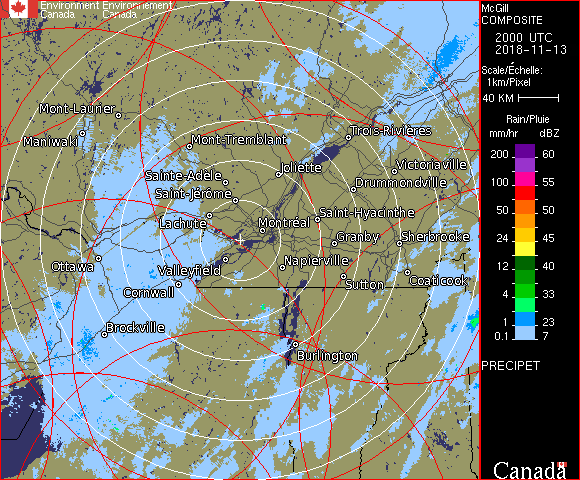 Environment Environnement
Canada Canada
McGill
COMPOSITE
2000 UTC
2018-11-13
Scale/Échelle:
1km/Pixel
40 KM
Rain/Pluie
mm/hr dBZ
200 60
100 55
50 50
24 45
12 40
4 33
1 23
0.1 7
PRECIPET
Canada
Mont-Laurier
Maniwaki
Mont-Tremblant
Trois-Rivières
Joliette
Victoriaville
Sainte-Adèle
Drummondville
Saint-Jérôme
Lachute
Saint-Hyacinthe
Montréal
Granby
Sherbrooke
Ottawa
Valleyfield
Napierville
Sutton
Coaticook
Cornwall
Brockville
Burlington